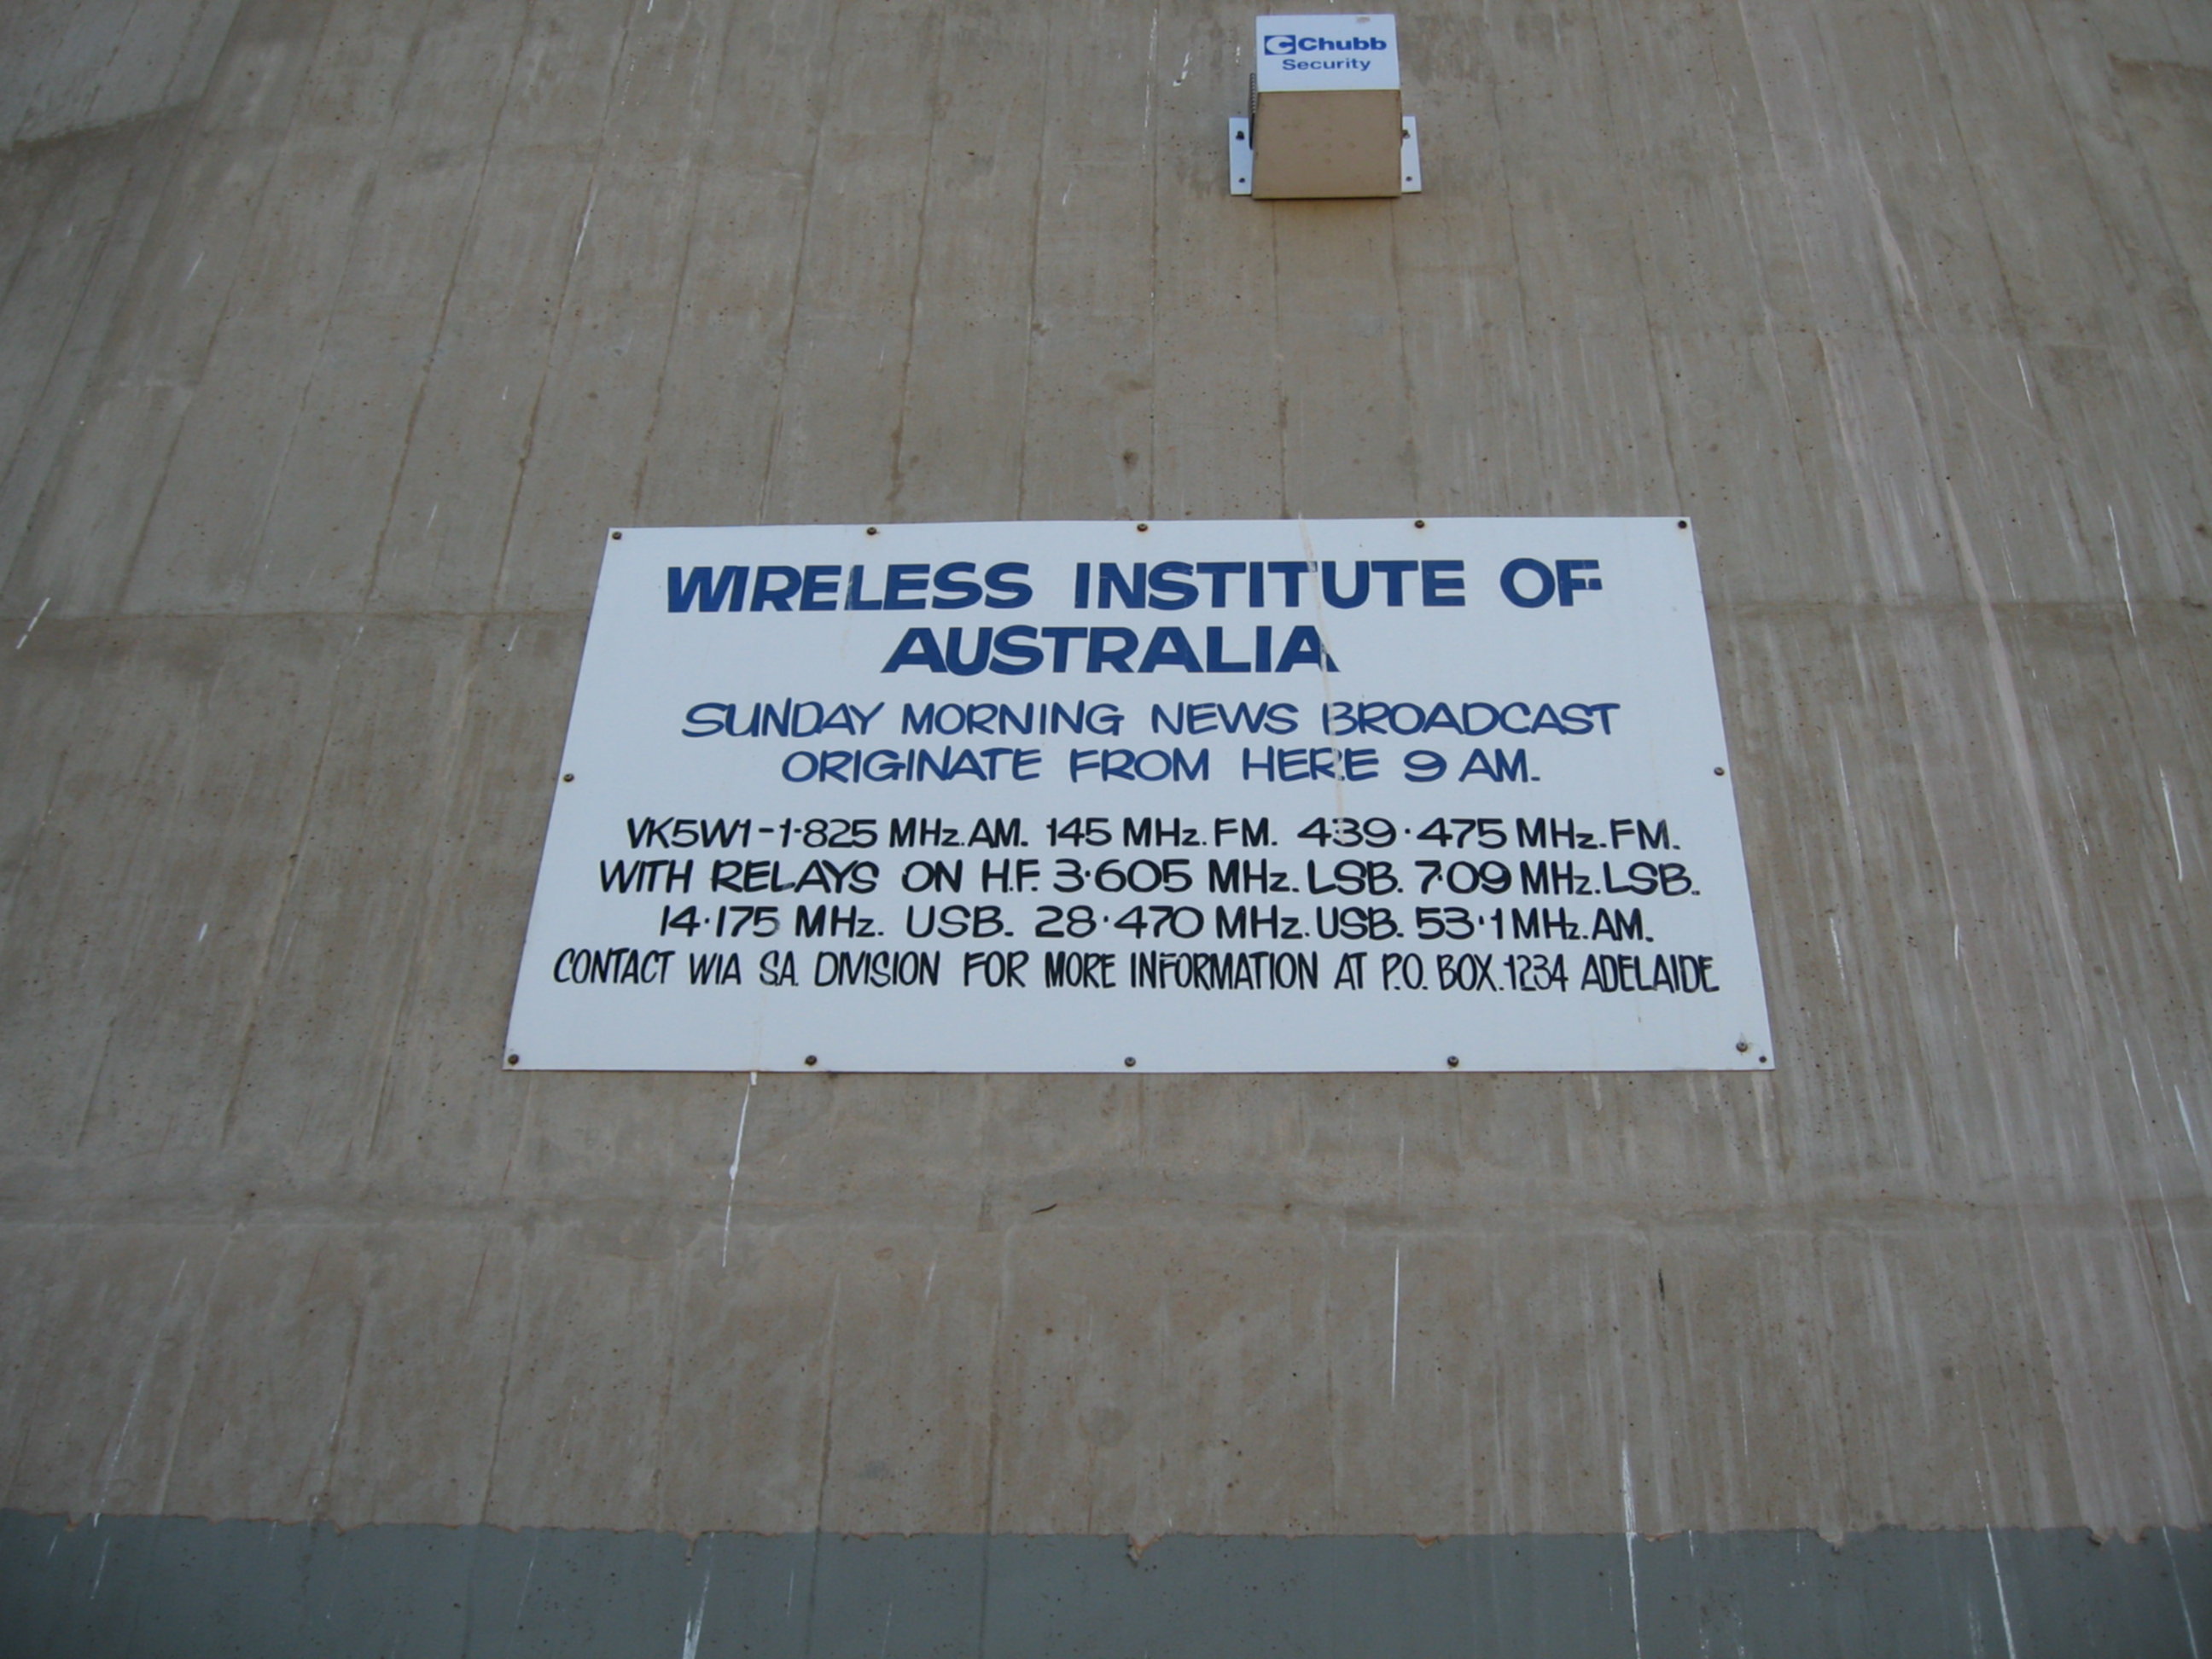 Chubb
Security
WIRELESS INSTITUTE OF
AUSTRALIA
SUNDAY MORNING NEWS BROADCAST
ORIGINATE FROM HERE 9 AM.
VK5W1-1·825 MHz.AM. 145 MHz.FM. 439·475 MHz.FM.
WITH RELAYS ON H.F. 3·605 MHz. LSB. 7·09 MHz.LSB.
14·175 MHz. USB. 28·470 MHz. USB. 53·1 MHz.AM.
CONTACT WIA SA. DIVISION FOR MORE INFORMATION AT P.O. BOX.1234 ADELAIDE